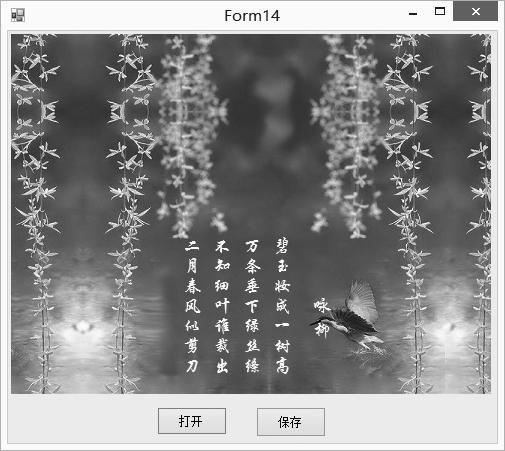 Form14
咏柳
碧玉妆成一树高
万条垂下绿丝绦
不知细叶谁裁出
二月春风似剪刀
打开
保存